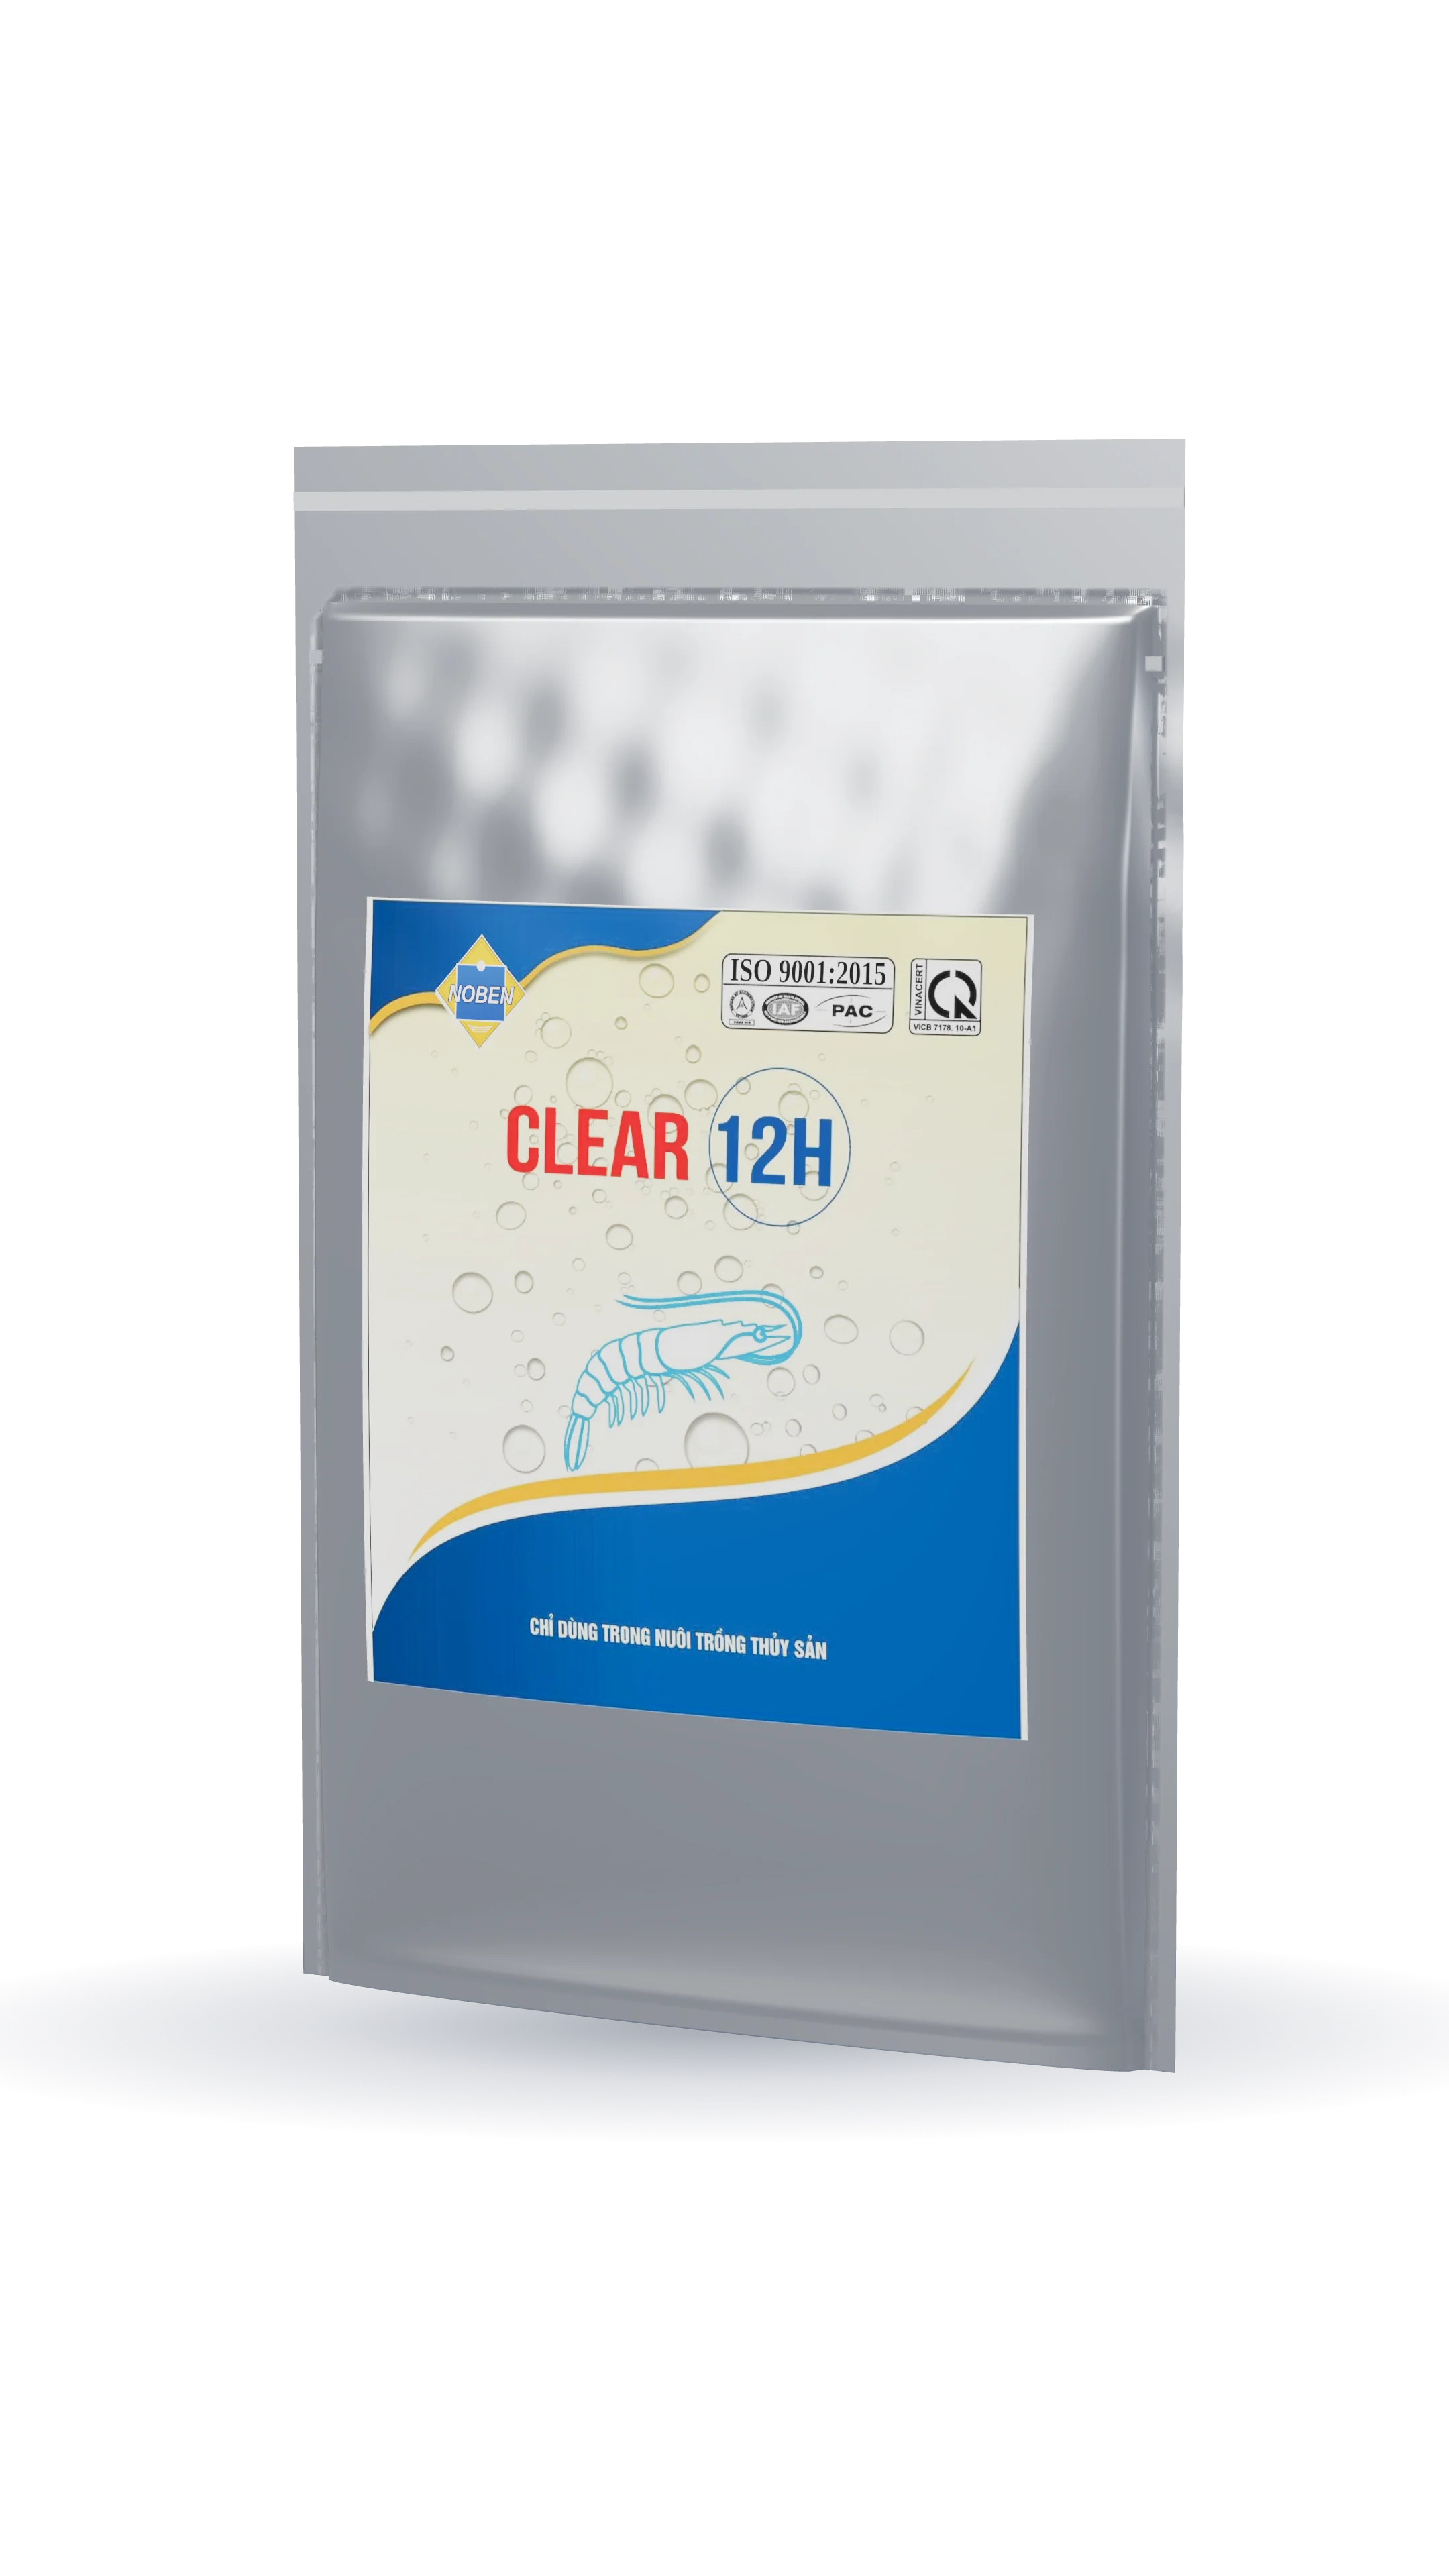 NOBEN
ISO 9001:2015
IAF
PAC
VINACERT
VICB 7178. 10-A1
CLEAR 12H
CHỈ DÙNG TRONG NUÔI TRỒNG THỦY SẢN